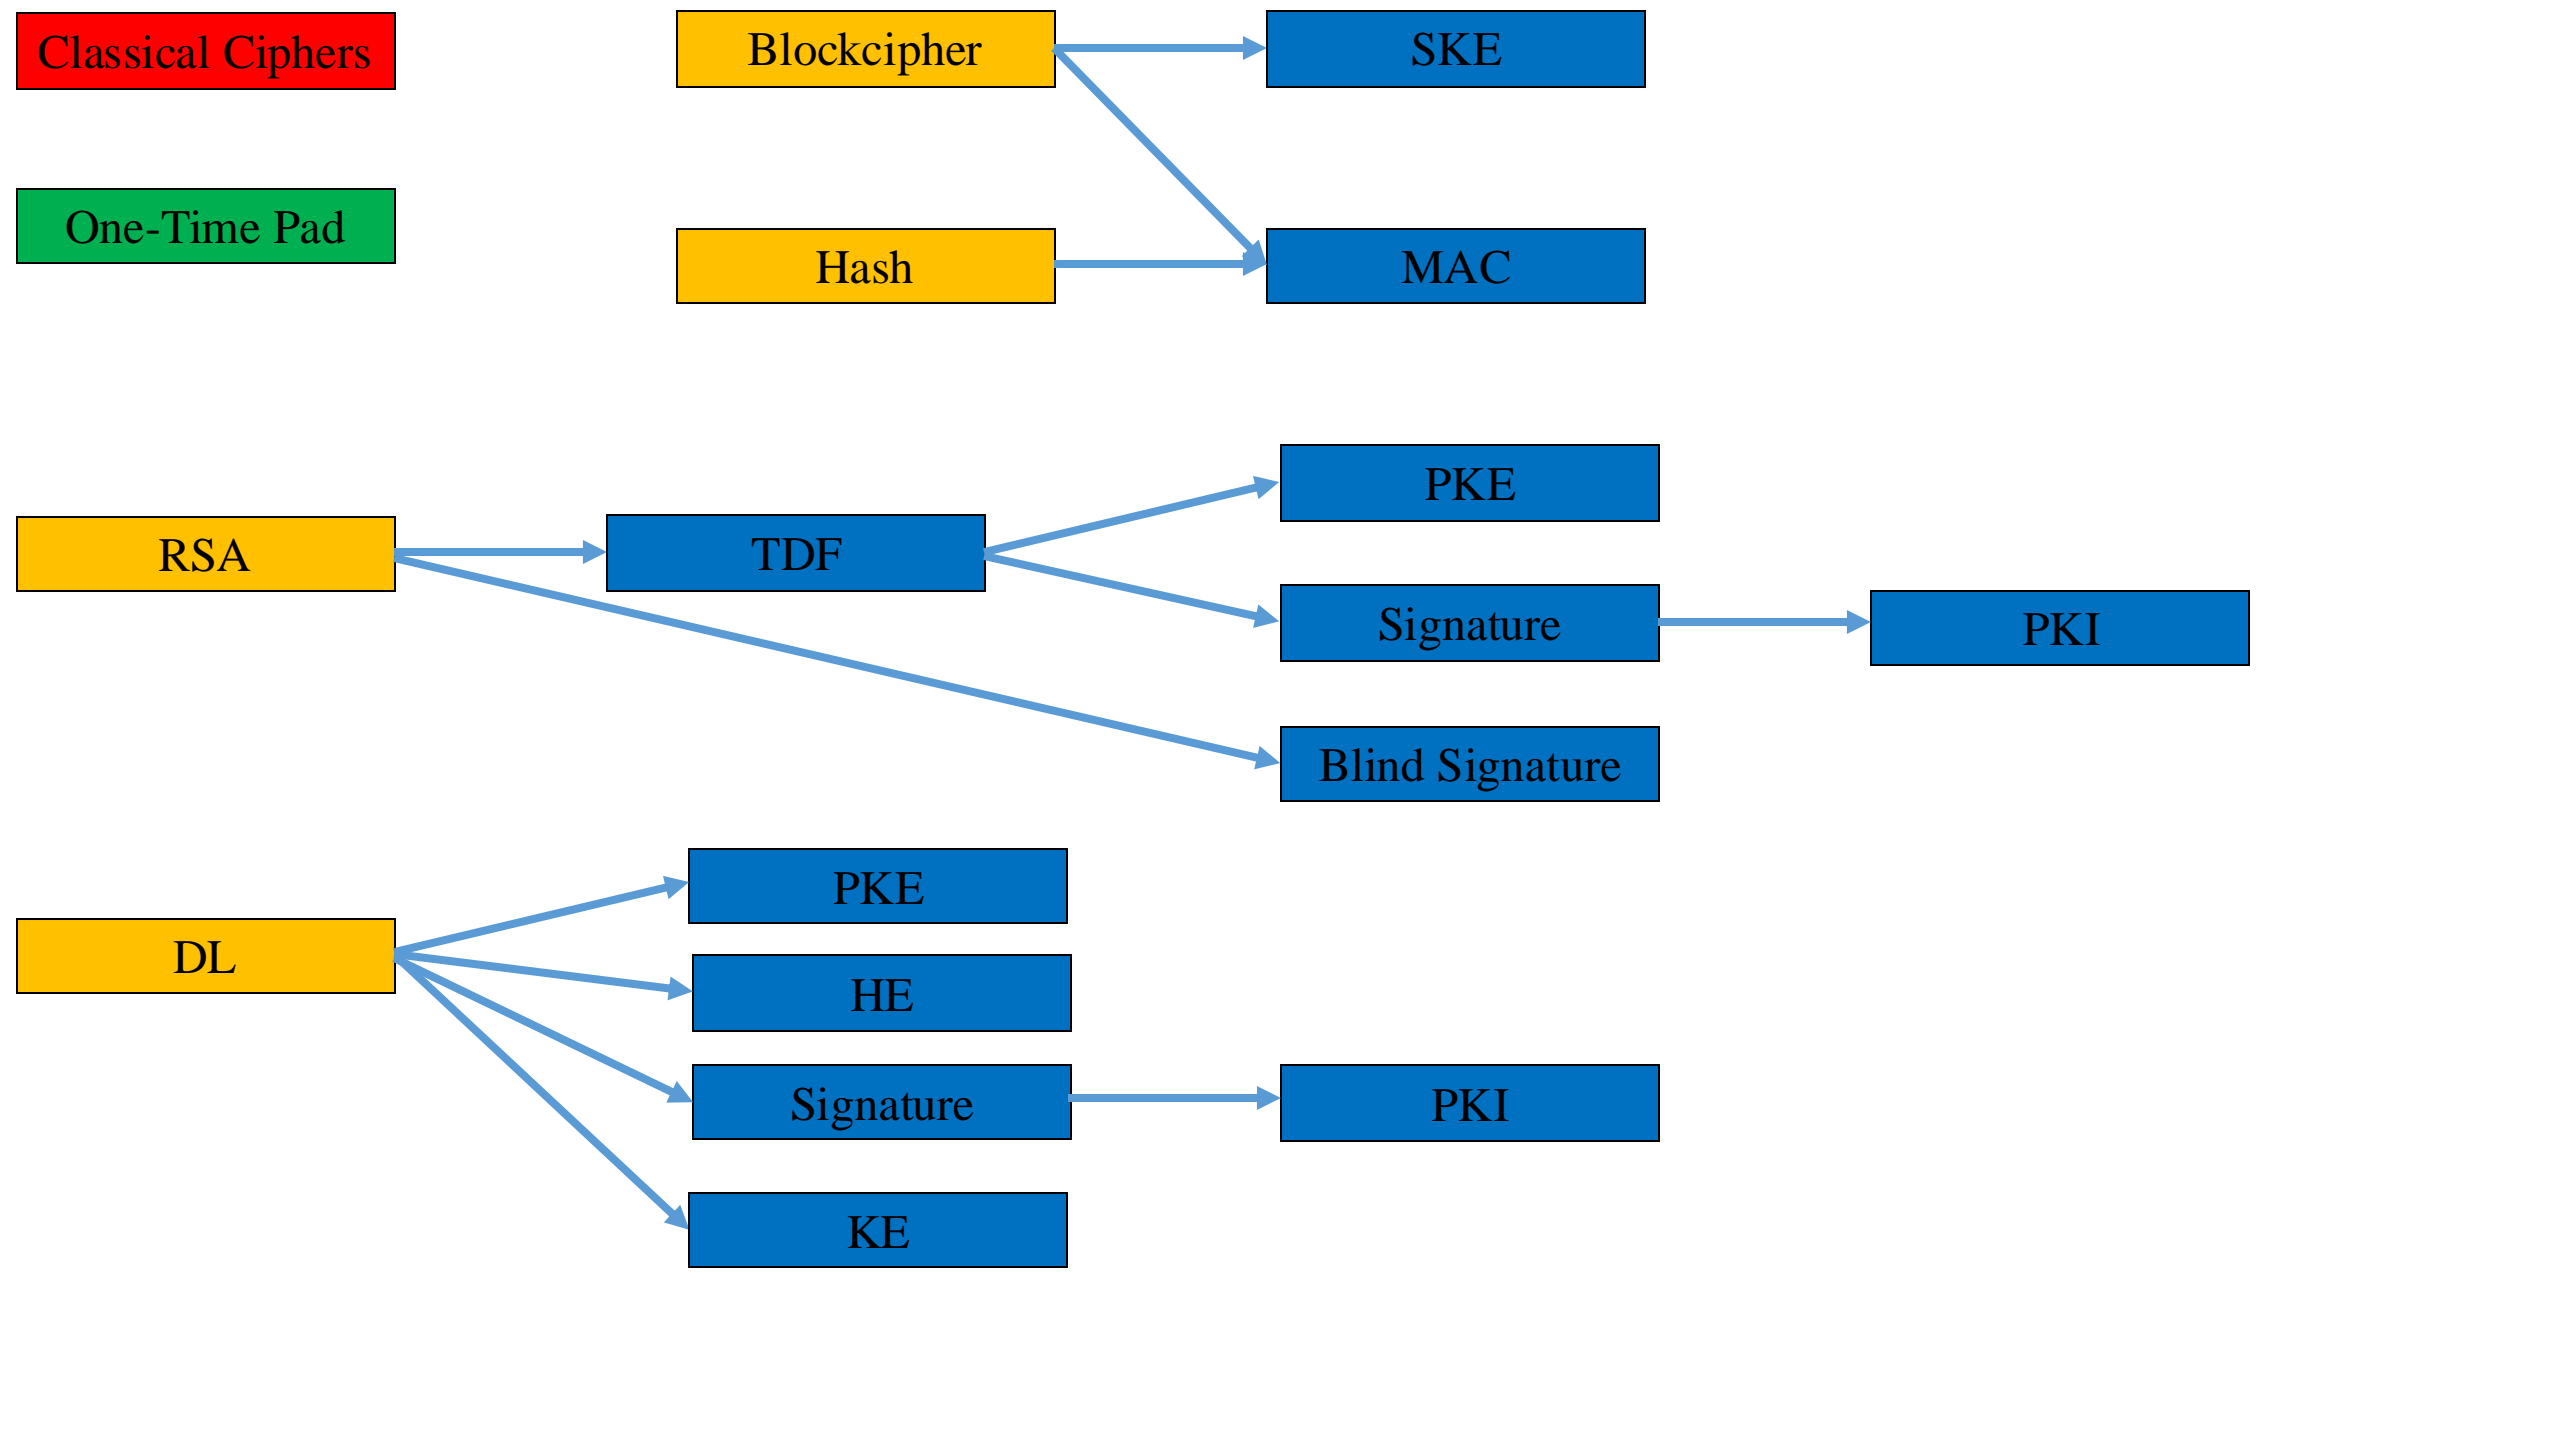 Classical Ciphers
Blockcipher
SKE
One-Time Pad
Hash
MAC
PKE
RSA
TDF
Signature
PKI
Blind Signature
PKE
DL
HE
Signature
PKI
KE